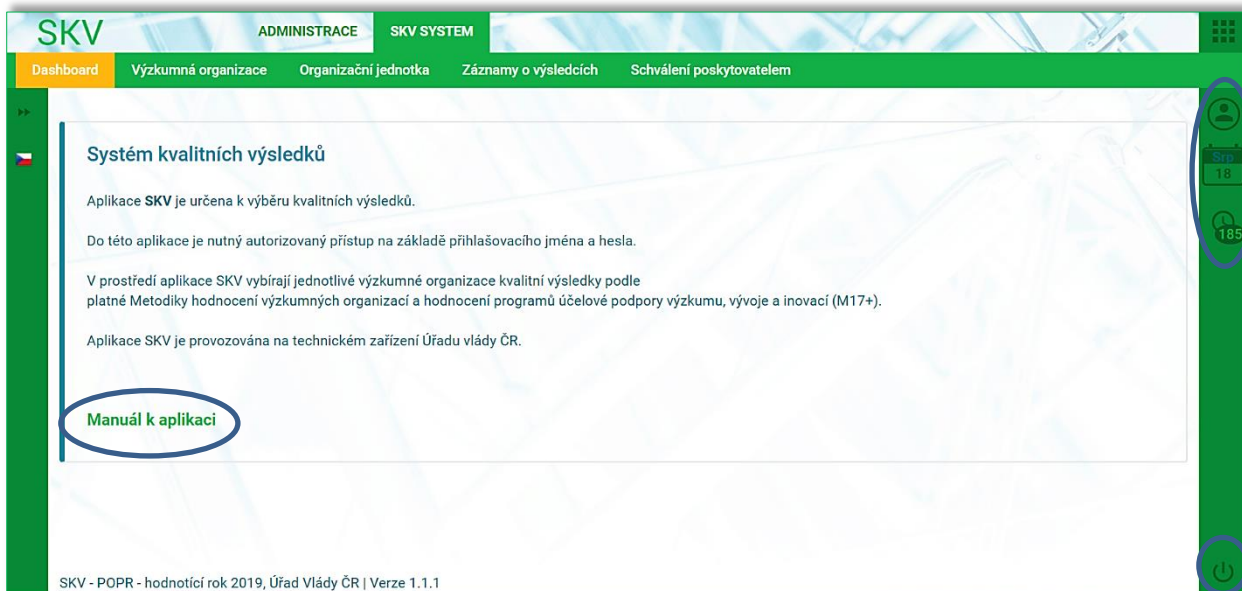 SKV
ADMINISTRACE
SKV SYSTEM
Dashboard
Výzkumná organizace
Organizační jednotka
Záznamy o výsledcích
Schválení poskytovatelem
Systém kvalitních výsledků
Aplikace SKV je určena k výběru kvalitních výsledků.
Do této aplikace je nutný autorizovaný přístup na základě přihlašovacího jména a hesla.
V prostředí aplikace SKV vybírají jednotlivé výzkumné organizace kvalitní výsledky podle
platné Metodiky hodnocení výzkumných organizací a hodnocení programů účelové podpory výzkumu, vývoje a inovací (M17+).
Aplikace SKV je provozována na technickém zařízení Úřadu vlády ČR.
Manuál k aplikaci
Srp
18
185
SKV - POPR - hodnotící rok 2019, Úřad Vlády ČR | Verze 1.1.1